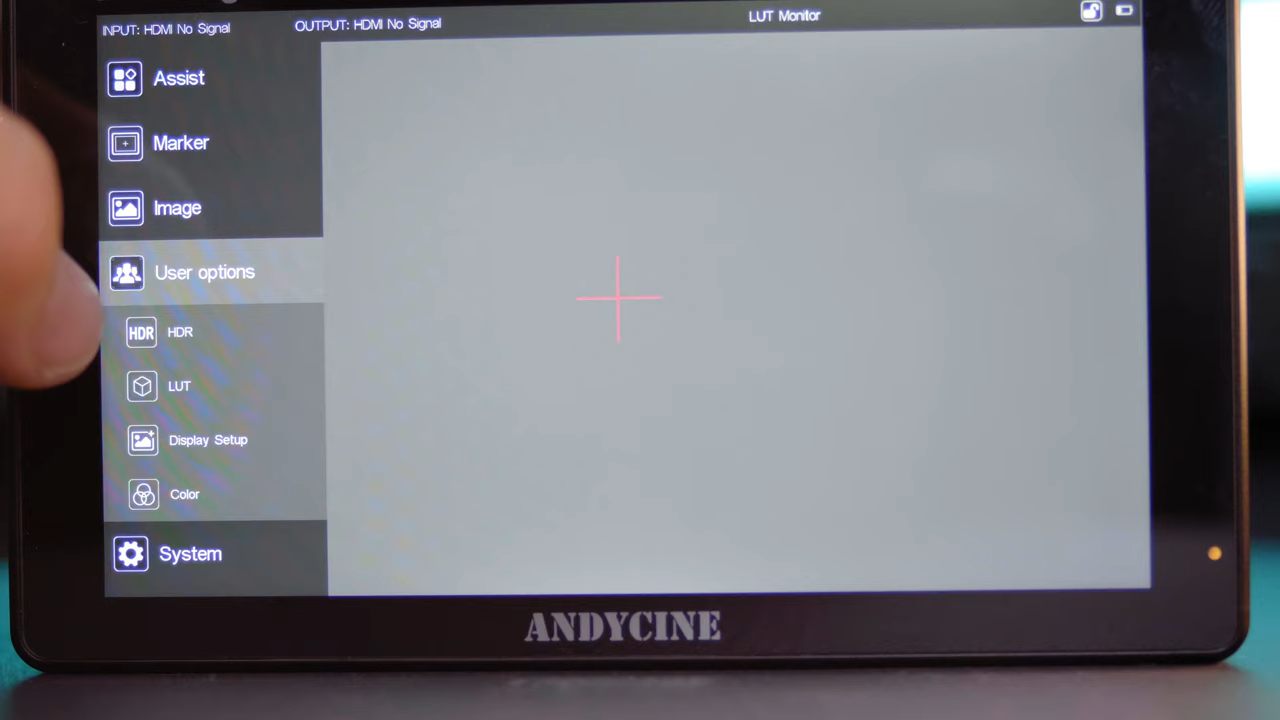 INPUT: HDMI No Signal
OUTPUT: HDMI No Signal
LUT Monitor
Assist
Marker
Image
User options
HDR HDR
LUT
Display Setup
Color
System
ANDYCINE